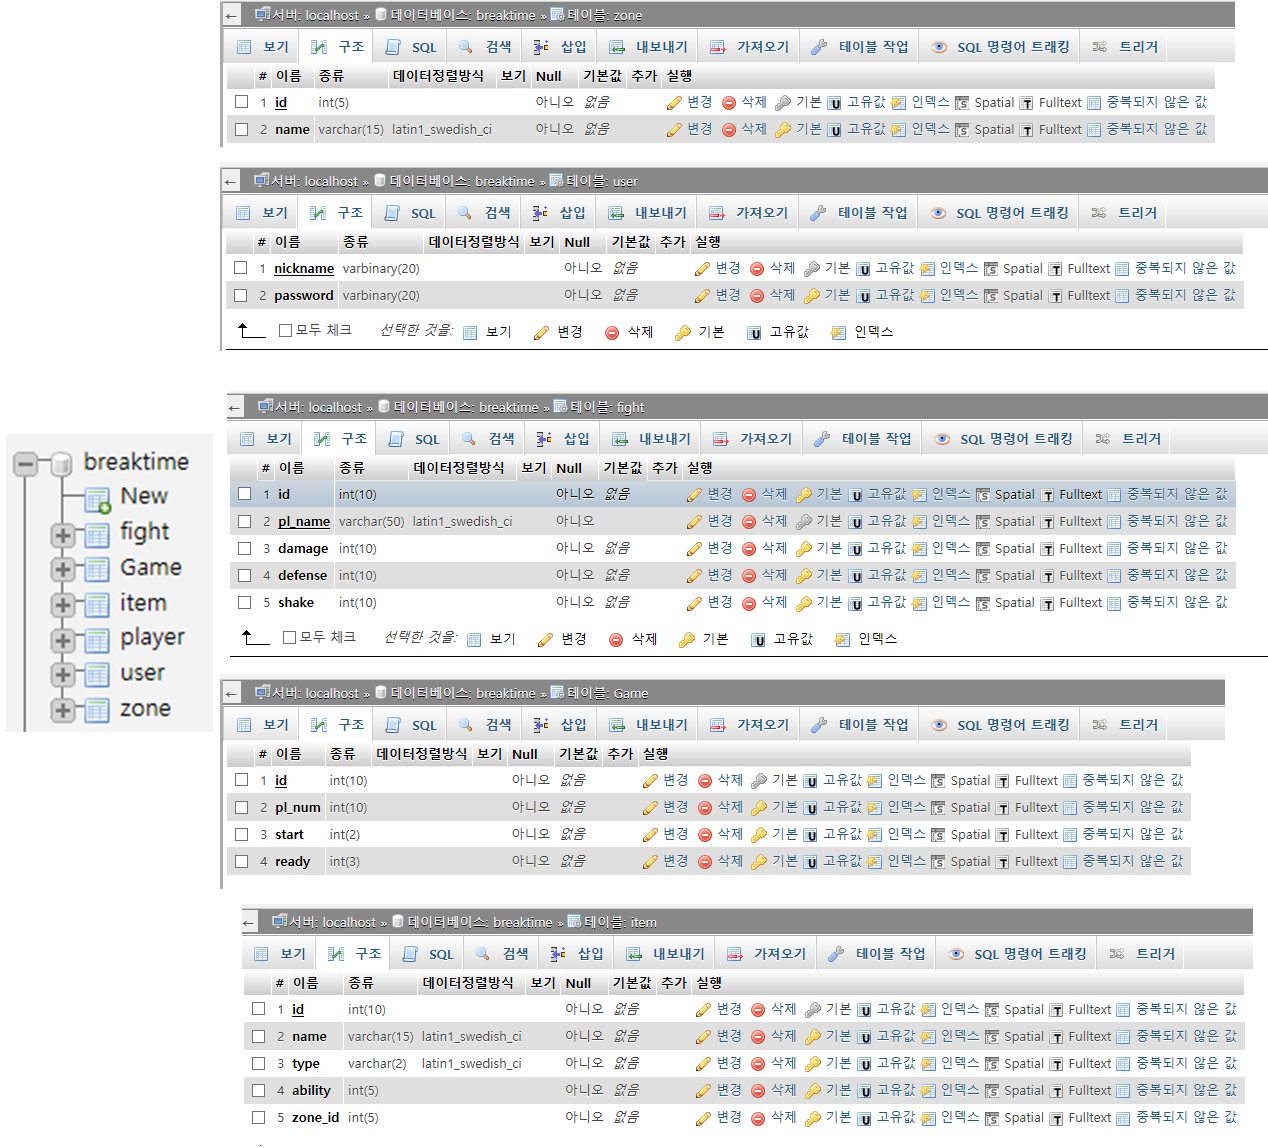 서버: localhost » 데이터베이스: breaktime » 테이블: zone
보기 구조 SQL 검색 삽입 내보내기 가져오기 테이블 작업 SQL 명령어 트래킹 트리거
# 이름 종류 데이터정렬방식 보기 Null 기본값 추가 실행
1 id int(5) 아니오 없음 변경 삭제 기본 고유값 인덱스 Spatial Fulltext 중복되지 않은 값
2 name varchar(15) latin1_swedish_ci 아니오 없음 변경 삭제 기본 고유값 인덱스 Spatial Fulltext 중복되지 않은 값
서버: localhost » 데이터베이스: breaktime » 테이블: user
보기 구조 SQL 검색 삽입 내보내기 가져오기 테이블 작업 SQL 명령어 트래킹 트리거
# 이름 종류 데이터정렬방식 보기 Null 기본값 추가 실행
1 nickname varbinary(20) 아니오 없음 변경 삭제 기본 고유값 인덱스 Spatial Fulltext 중복되지 않은 값
2 password varbinary(20) 아니오 없음 변경 삭제 기본 고유값 인덱스 Spatial Fulltext 중복되지 않은 값
모두 체크 선택한 것을: 보기 변경 삭제 기본 고유값 인덱스
breaktime
New
fight
Game
item
player
user
zone
서버: localhost » 데이터베이스: breaktime » 테이블: fight
보기 구조 SQL 검색 삽입 내보내기 가져오기 테이블 작업 SQL 명령어 트래킹 트리거
# 이름 종류 데이터정렬방식 보기 Null 기본값 추가 실행
1 id int(10) 아니오 없음 변경 삭제 기본 고유값 인덱스 Spatial Fulltext 중복되지 않은 값
2 pl_name varchar(50) latin1_swedish_ci 아니오 변경 삭제 기본 고유값 인덱스 Spatial Fulltext 중복되지 않은 값
3 damage int(10) 아니오 없음 변경 삭제 기본 고유값 인덱스 Spatial Fulltext 중복되지 않은 값
4 defense int(10) 아니오 없음 변경 삭제 기본 고유값 인덱스 Spatial Fulltext 중복되지 않은 값
5 shake int(10) 아니오 없음 변경 삭제 기본 고유값 인덱스 Spatial Fulltext 중복되지 않은 값
모두 체크 선택한 것을: 보기 변경 삭제 기본 고유값 인덱스
서버: localhost » 데이터베이스: breaktime » 테이블: Game
보기 구조 SQL 검색 삽입 내보내기 가져오기 테이블 작업 SQL 명령어 트래킹 트리거
# 이름 종류 데이터정렬방식 보기 Null 기본값 추가 실행
1 id int(10) 아니오 없음 변경 삭제 기본 고유값 인덱스 Spatial Fulltext 중복되지 않은 값
2 pl_num int(10) 아니오 없음 변경 삭제 기본 고유값 인덱스 Spatial Fulltext 중복되지 않은 값
3 start int(2) 아니오 없음 변경 삭제 기본 고유값 인덱스 Spatial Fulltext 중복되지 않은 값
4 ready int(3) 아니오 없음 변경 삭제 기본 고유값 인덱스 Spatial Fulltext 중복되지 않은 값
서버: localhost » 데이터베이스: breaktime » 테이블: item
보기 구조 SQL 검색 삽입 내보내기 가져오기 테이블 작업 SQL 명령어 트래킹 트리거
# 이름 종류 데이터정렬방식 보기 Null 기본값 추가 실행
1 id int(10) 아니오 없음 변경 삭제 기본 고유값 인덱스 Spatial Fulltext 중복되지 않은 값
2 name varchar(15) latin1_swedish_ci 아니오 없음 변경 삭제 기본 고유값 인덱스 Spatial Fulltext 중복되지 않은 값
3 type varchar(2) latin1_swedish_ci 아니오 없음 변경 삭제 기본 고유값 인덱스 Spatial Fulltext 중복되지 않은 값
4 ability int(5) 아니오 없음 변경 삭제 기본 고유값 인덱스 Spatial Fulltext 중복되지 않은 값
5 zone_id int(5) 아니오 없음 변경 삭제 기본 고유값 인덱스 Spatial Fulltext 중복되지 않은 값